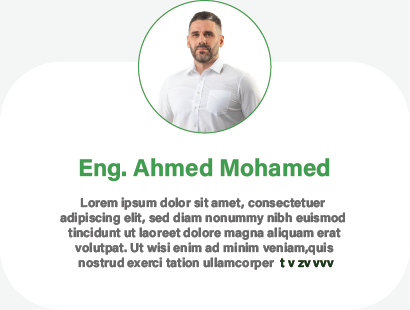 Eng. Ahmed Mohamed
Lorem ipsum dolor sit amet, consectetuer
adipiscing elit, sed diam nonummy nibh euismod
tincidunt ut laoreet dolore magna aliquam erat
volutpat. Ut wisi enim ad minim veniam,quis
nostrud exerci tation ullamcorper t v zv vvv